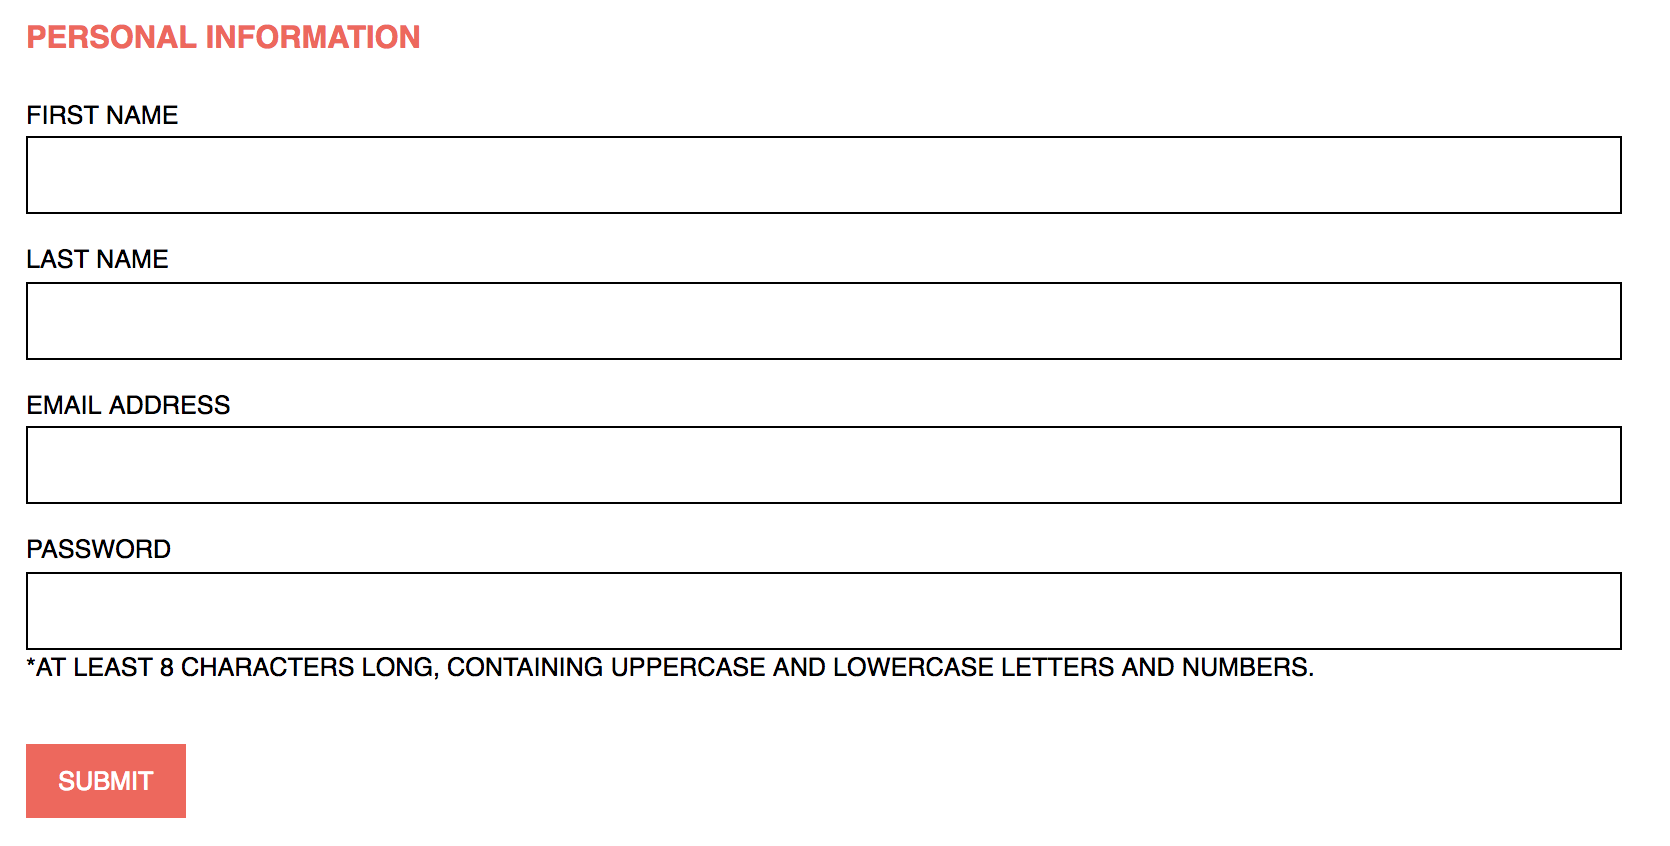 PERSONAL INFORMATION
FIRST NAME
LAST NAME
EMAIL ADDRESS
PASSWORD
*AT LEAST 8 CHARACTERS LONG, CONTAINING UPPERCASE AND LOWERCASE LETTERS AND NUMBERS.
SUBMIT